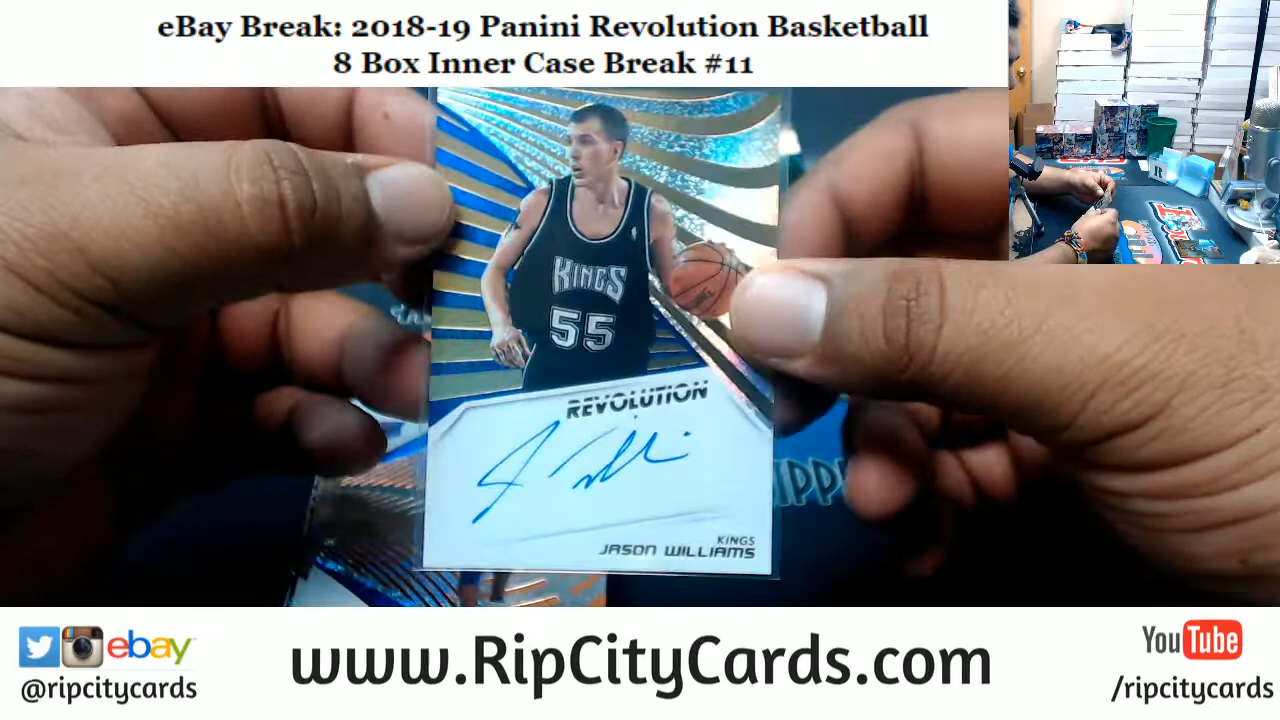 eBay Break: 2018-19 Panini Revolution Basketball
8 Box Inner Case Break #11
KINGS
55
REVOLUTION
KINGS
JASON WILLIAMS
ebay
@ripcitycards
www.RipCityCards.com
YouTube
/ripcitycards